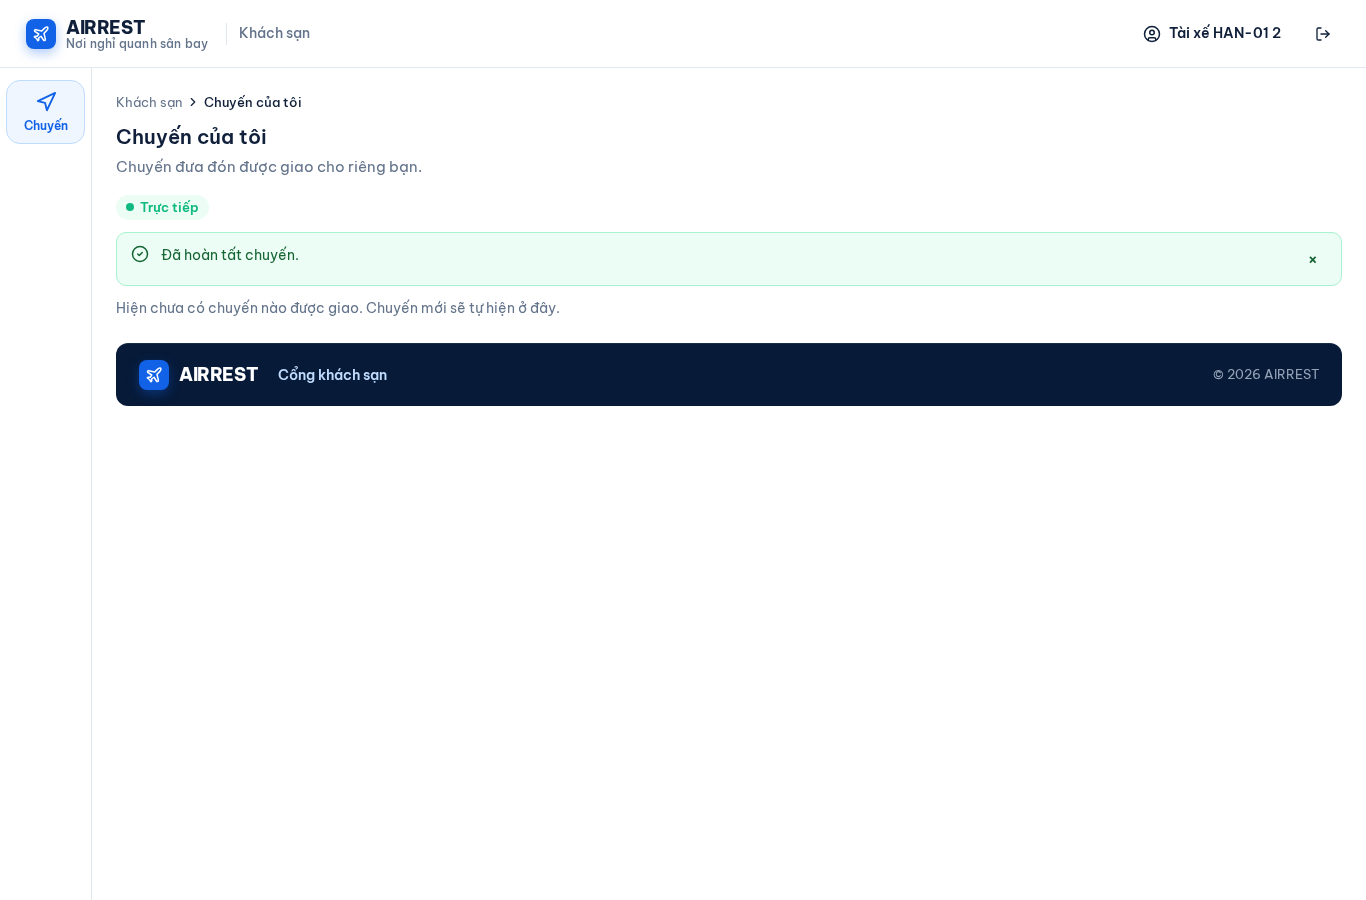 AIRREST
Nơi nghỉ quanh sân bay
Khách sạn
Tài xế HAN-01 2
Chuyến
Khách sạn > Chuyến của tôi
Chuyến của tôi
Chuyến đưa đón được giao cho riêng bạn.
Trực tiếp
Đã hoàn tất chuyến.
×
Hiện chưa có chuyến nào được giao. Chuyến mới sẽ tự hiện ở đây.
AIRREST
Cổng khách sạn
© 2026 AIRREST